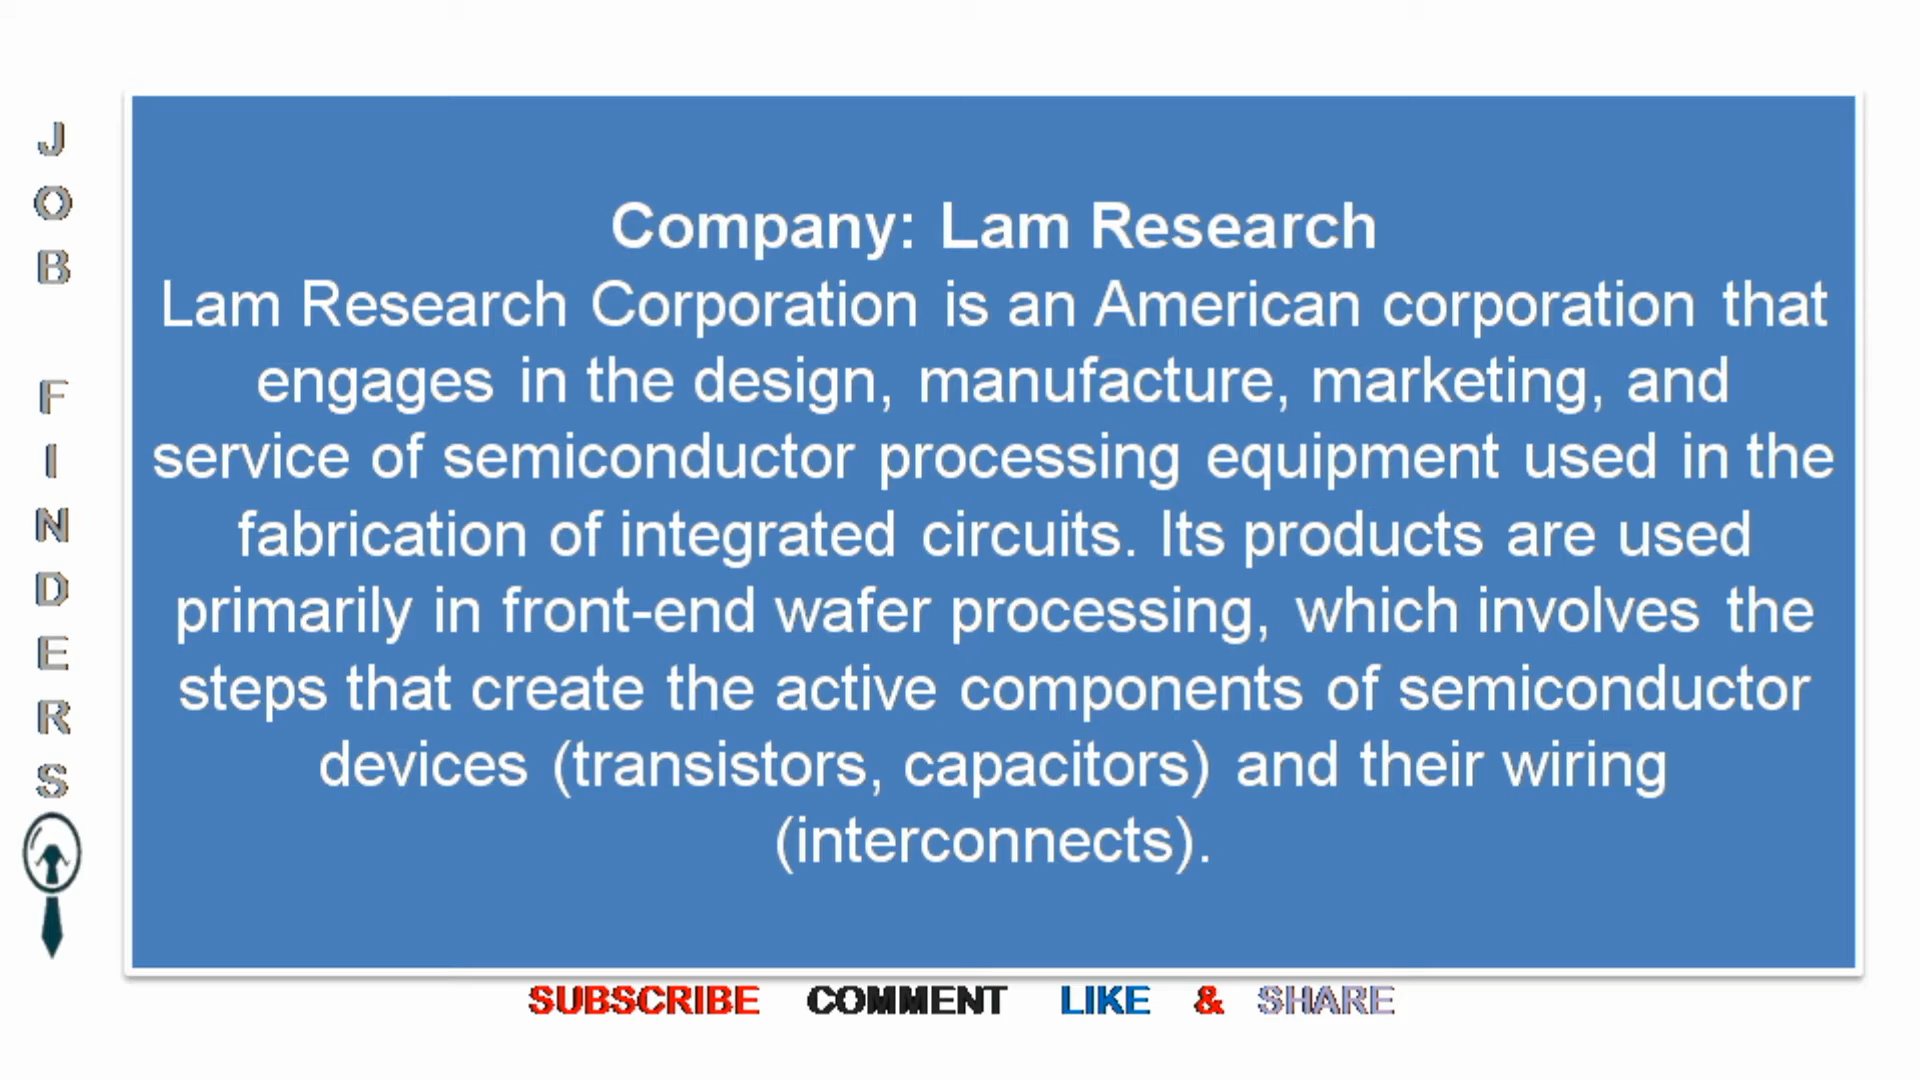 JOB FINDERS
Company: Lam Research
Lam Research Corporation is an American corporation that
engages in the design, manufacture, marketing, and
service of semiconductor processing equipment used in the
fabrication of integrated circuits. Its products are used
primarily in front-end wafer processing, which involves the
steps that create the active components of semiconductor
devices (transistors, capacitors) and their wiring
(interconnects).
SUBSCRIBE COMMENT LIKE & SHARE